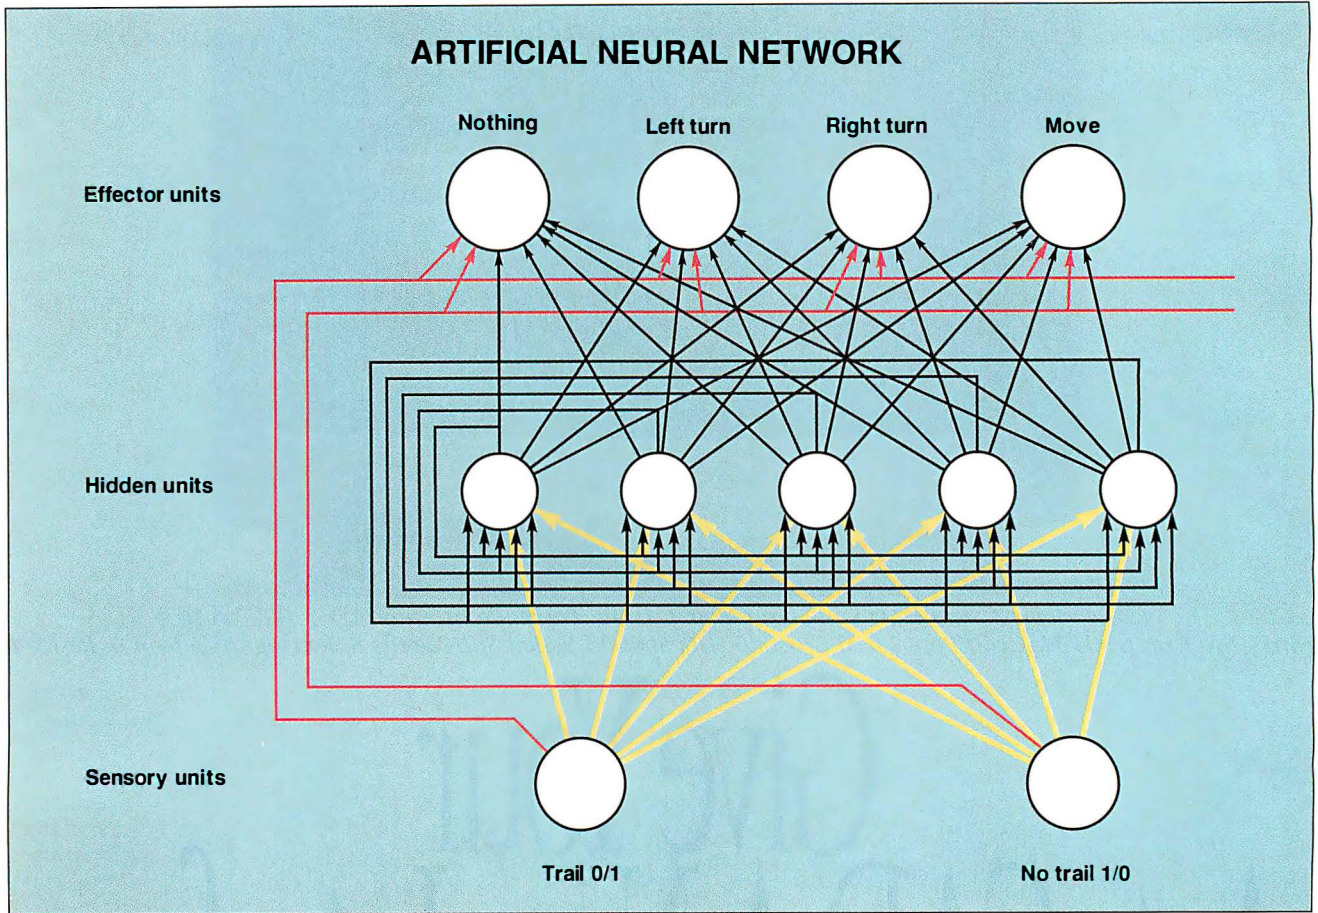 ARTIFICIAL NEURAL NETWORK
Nothing Left turn Right turn Move
Effector units
Hidden units
Sensory units
Trail 0/1 No trail 1/0